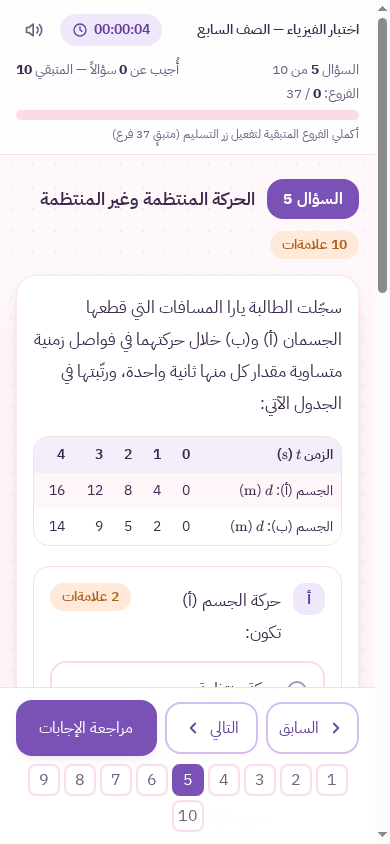 اختبار الفيزياء — الصف السابع
00:00:04
السؤال 5 من 10
أُجيب عن 0 سؤالاً — المتبقي 10
الفروع: 0 / 37
أكملي الفروع المتبقية لتفعيل زر التسليم (متبقٍ 37 فرع)
السؤال 5
الحركة المنتظمة وغير المنتظمة
10 علامات
سجّلت الطالبة يارا المسافات التي قطعها
الجسمان (أ) و(ب) خلال حركتهما في فواصل زمنية
متساوية مقدار كل منها ثانية واحدة، ورتّبتها في
الجدول الآتي:
الزمن t (s) 0 1 2 3 4
الجسم (أ): d (m) 0 4 8 12 16
الجسم (ب): d (m) 0 2 5 9 14
أ
حركة الجسم (أ)
تكون:
2 علامات
السابق
التالي
مراجعة الإجابات
1 2 3 4 5 6 7 8 9
10